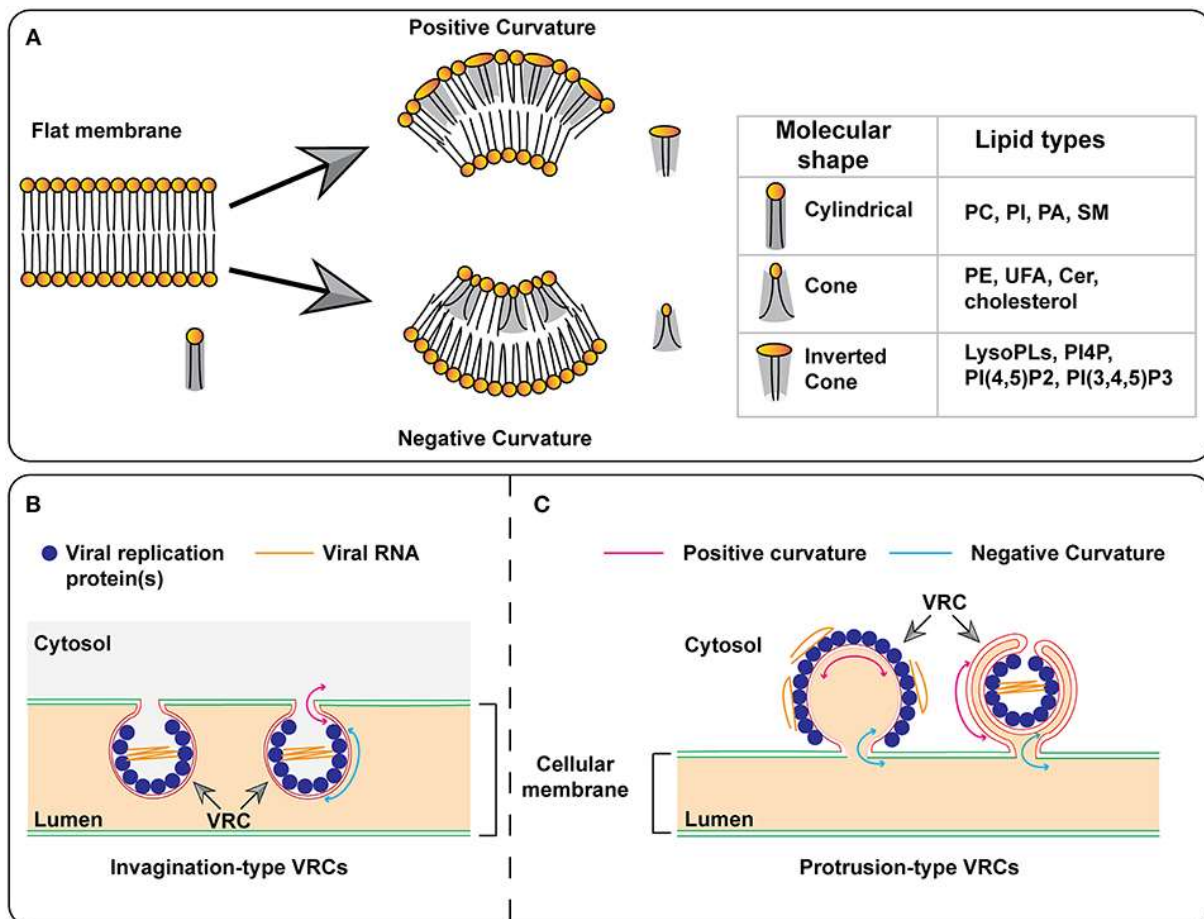 A
Positive Curvature
Flat membrane
Negative Curvature
Molecular
shape
Lipid types
Cylindrical
PC, PI, PA, SM
Cone
PE, UFA, Cer,
cholesterol
Inverted
Cone
LysoPLs, PI4P,
PI(4,5)P2, PI(3,4,5)P3
B
Viral replication
protein(s)
Viral RNA
Cytosol
VRC
Lumen
Invagination-type VRCs
C
Positive curvature
Negative Curvature
VRC
Cytosol
Cellular
membrane
Lumen
Protrusion-type VRCs